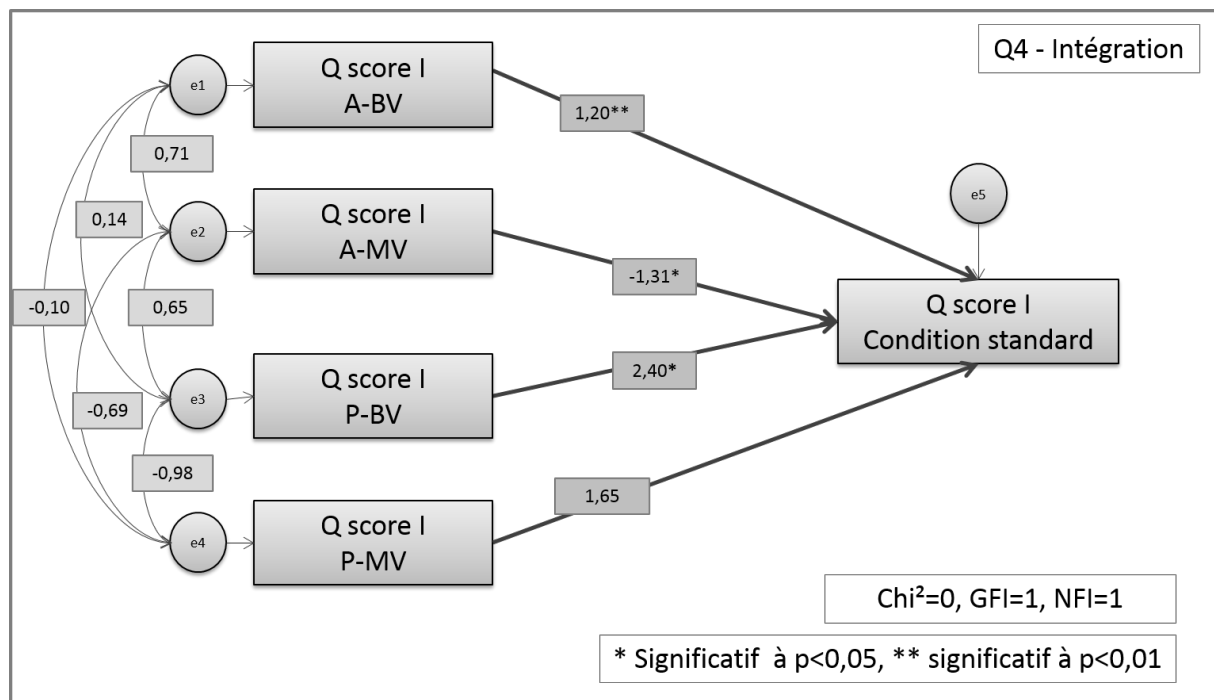 Q4 - Intégration
e1
Q score I
A-BV
1,20**
0,71
e5
0,14
e2
Q score I
A-MV
-1,31*
-0,10
0,65
Q score I
Condition standard
2,40*
e3
Q score I
P-BV
-0,69
-0,98
1,65
e4
Q score I
P-MV
Chi²=0, GFI=1, NFI=1
* Significatif à p<0,05, ** significatif à p<0,01